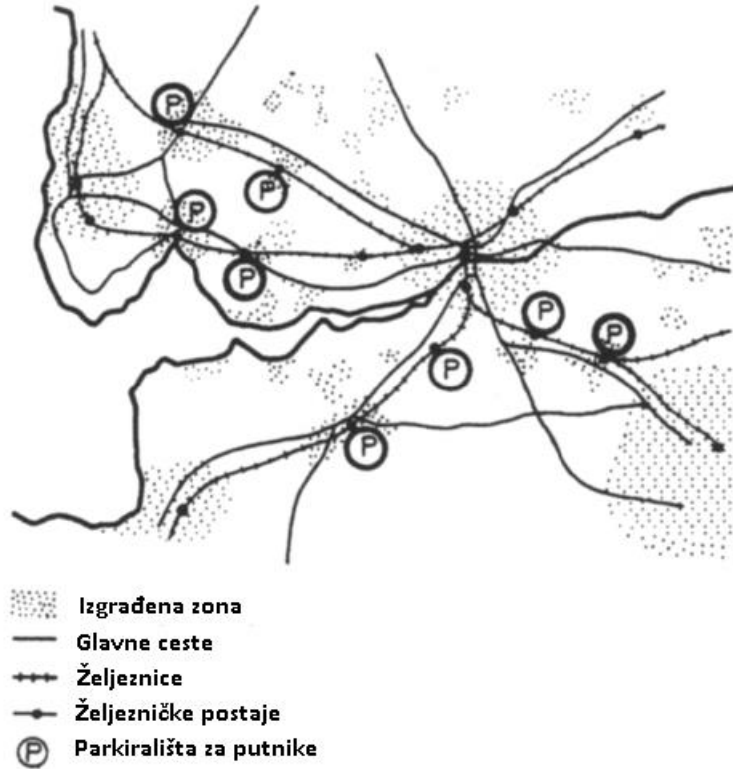 P
P
P
P
P
P
P
P
Izgrađena zona
Glavne ceste
Željeznice
Željezničke postaje
P Parkirališta za putnike